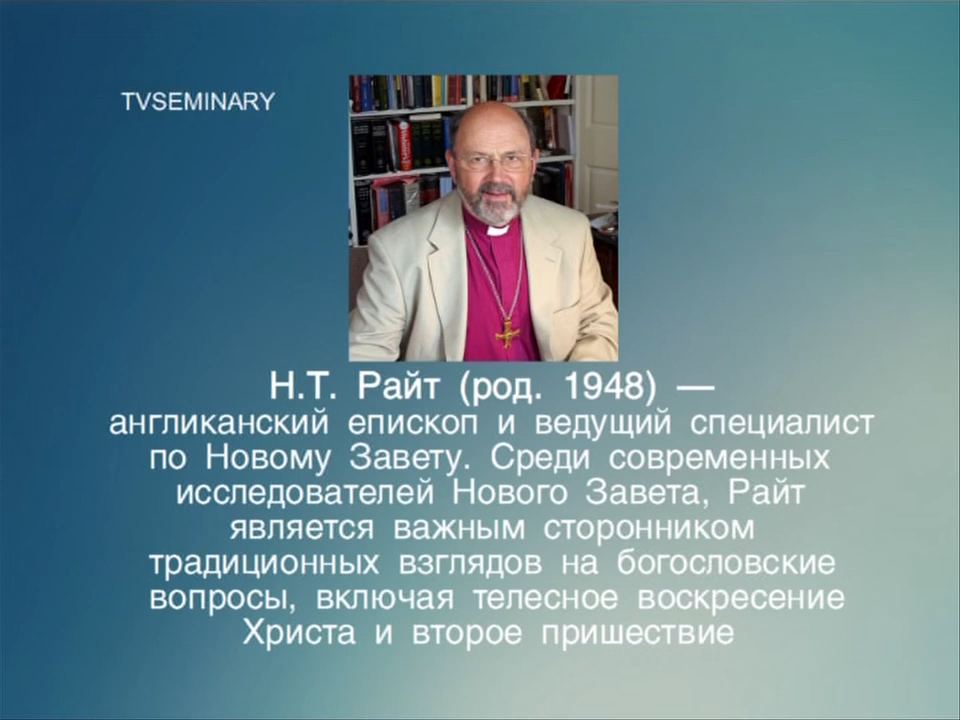 TVSEMINARY
Н.Т. Райт (род. 1948) —
англиканский епископ и ведущий специалист
по Новому Завету. Среди современных
исследователей Нового Завета, Райт
является важным сторонником
традиционных взглядов на богословские
вопросы, включая телесное воскресение
Христа и второе пришествие